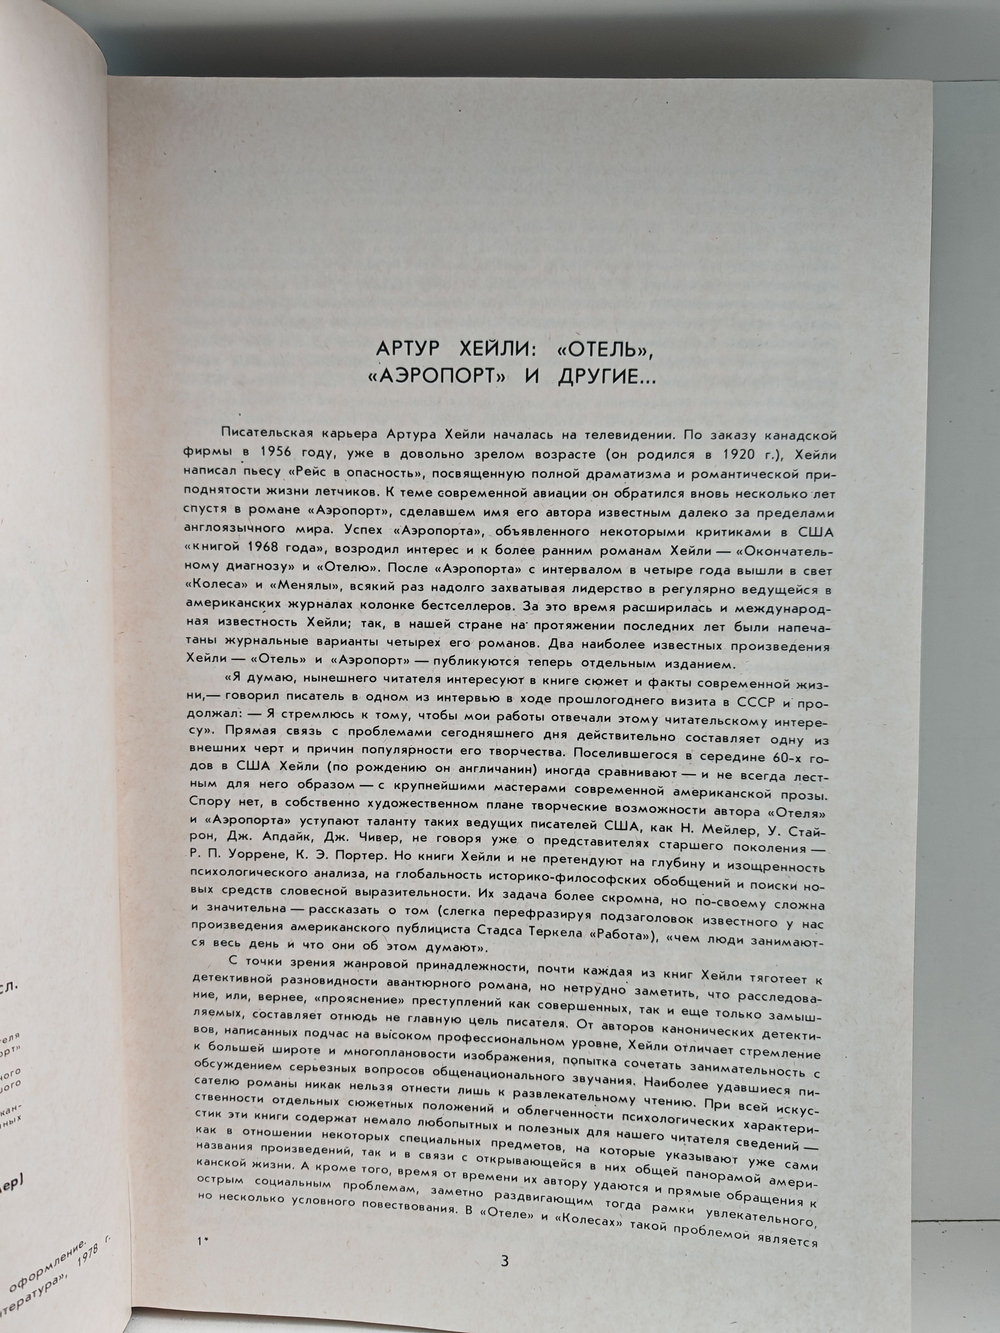 АРТУР ХЕЙЛИ: «ОТЕЛЬ»,
«АЭРОПОРТ» И ДРУГИЕ...
Писательская карьера Артура Хейли началась на телевидении. По заказу канадской
фирмы в 1956 году, уже в довольно зрелом возрасте (он родился в 1920 г.), Хейли
написал пьесу «Рейс в опасность», посвященную полной драматизма и романтической при-
поднятости жизни летчиков. К теме современной авиации он обратился вновь несколько лет
спустя в романе «Аэропорт», сделавшем имя его автора известным далеко за пределами
англоязычного мира. Успех «Аэропорта», объявленного некоторыми критиками в США
«книгой 1968 года», возродил интерес и к более ранним романам Хейли — «Окончатель-
ному диагнозу» и «Отелю». После «Аэропорта» с интервалом в четыре года вышли в свет
«Колеса» и «Менялы», всякий раз надолго захватывая лидерство в регулярно ведущейся в
американских журналах колонке бестселлеров. За это время расширилась и международ-
ная известность Хейли; так, в нашей стране на протяжении последних лет были напеча-
таны журнальные варианты четырех его романов. Два наиболее известных произведения
Хейли — «Отель» и «Аэропорт» — публикуются теперь отдельным изданием.
«Я думаю, нынешнего читателя интересуют в книге сюжет и факты современной жиз-
ни,— говорил писатель в одном из интервью в ходе прошлогоднего визита в СССР и про-
должал: — Я стремлюсь к тому, чтобы мои работы отвечали этому читательскому интере-
су». Прямая связь с проблемами сегодняшнего дня действительно составляет одну из
внешних черт и причин популярности его творчества. Поселившегося в середине 60-х го-
дов в США Хейли (по рождению он англичанин) иногда сравнивают — и не всегда лест-
ным для него образом — с крупнейшими мастерами современной американской прозы.
Спору нет, в собственно художественном плане творческие возможности автора «Отеля»
и «Аэропорта» уступают таланту таких ведущих писателей США, как Н. Мейлер, У. Стай-
рон, Дж. Апдайк, Дж. Чивер, не говоря уже о представителях старшего поколения —
Р. П. Уоррене, К. Э. Портер. Но книги Хейли и не претендуют на глубину и изощренность
психологического анализа, на глобальность историко-философских обобщений и поиски но-
вых средств словесной выразительности. Их задача более скромна, но по-своему сложна
и значительна — рассказать о том (слегка перефразируя подзаголовок известного у нас
произведения американского публициста Стадса Теркела «Работа»), «чем люди занимают-
ся весь день и что они об этом думают».
С точки зрения жанровой принадлежности, почти каждая из книг Хейли тяготеет к
детективной разновидности авантюрного романа, но нетрудно заметить, что расследова-
ние, или, вернее, «прояснение» преступлений как совершенных, так и еще только замыш-
ляемых, составляет отнюдь не главную цель писателя. От авторов канонических детекти-
вов, написанных подчас на высоком профессиональном уровне, Хейли отличает стремление
к большей широте и многоплановости изображения, попытка сочетать занимательность с
обсуждением серьезных вопросов общенационального звучания. Наиболее удавшиеся пи-
сателю романы никак нельзя отнести лишь к развлекательному чтению. При всей искус-
ственности отдельных сюжетных положений и облегченности психологических характери-
стик эти книги содержат немало любопытных и полезных для нашего читателя сведений —
как в отношении некоторых специальных предметов, на которые указывают уже сами
названия произведений, так и в связи с открывающейся в них общей панорамой амери-
канской жизни. А кроме того, время от времени их автору удаются и прямые обращения к
острым социальным проблемам, заметно раздвигающим тогда рамки увлекательного,
но несколько условного повествования. В «Отеле» и «Колесах» такой проблемой является
1*
3
оформление.
1978 г.